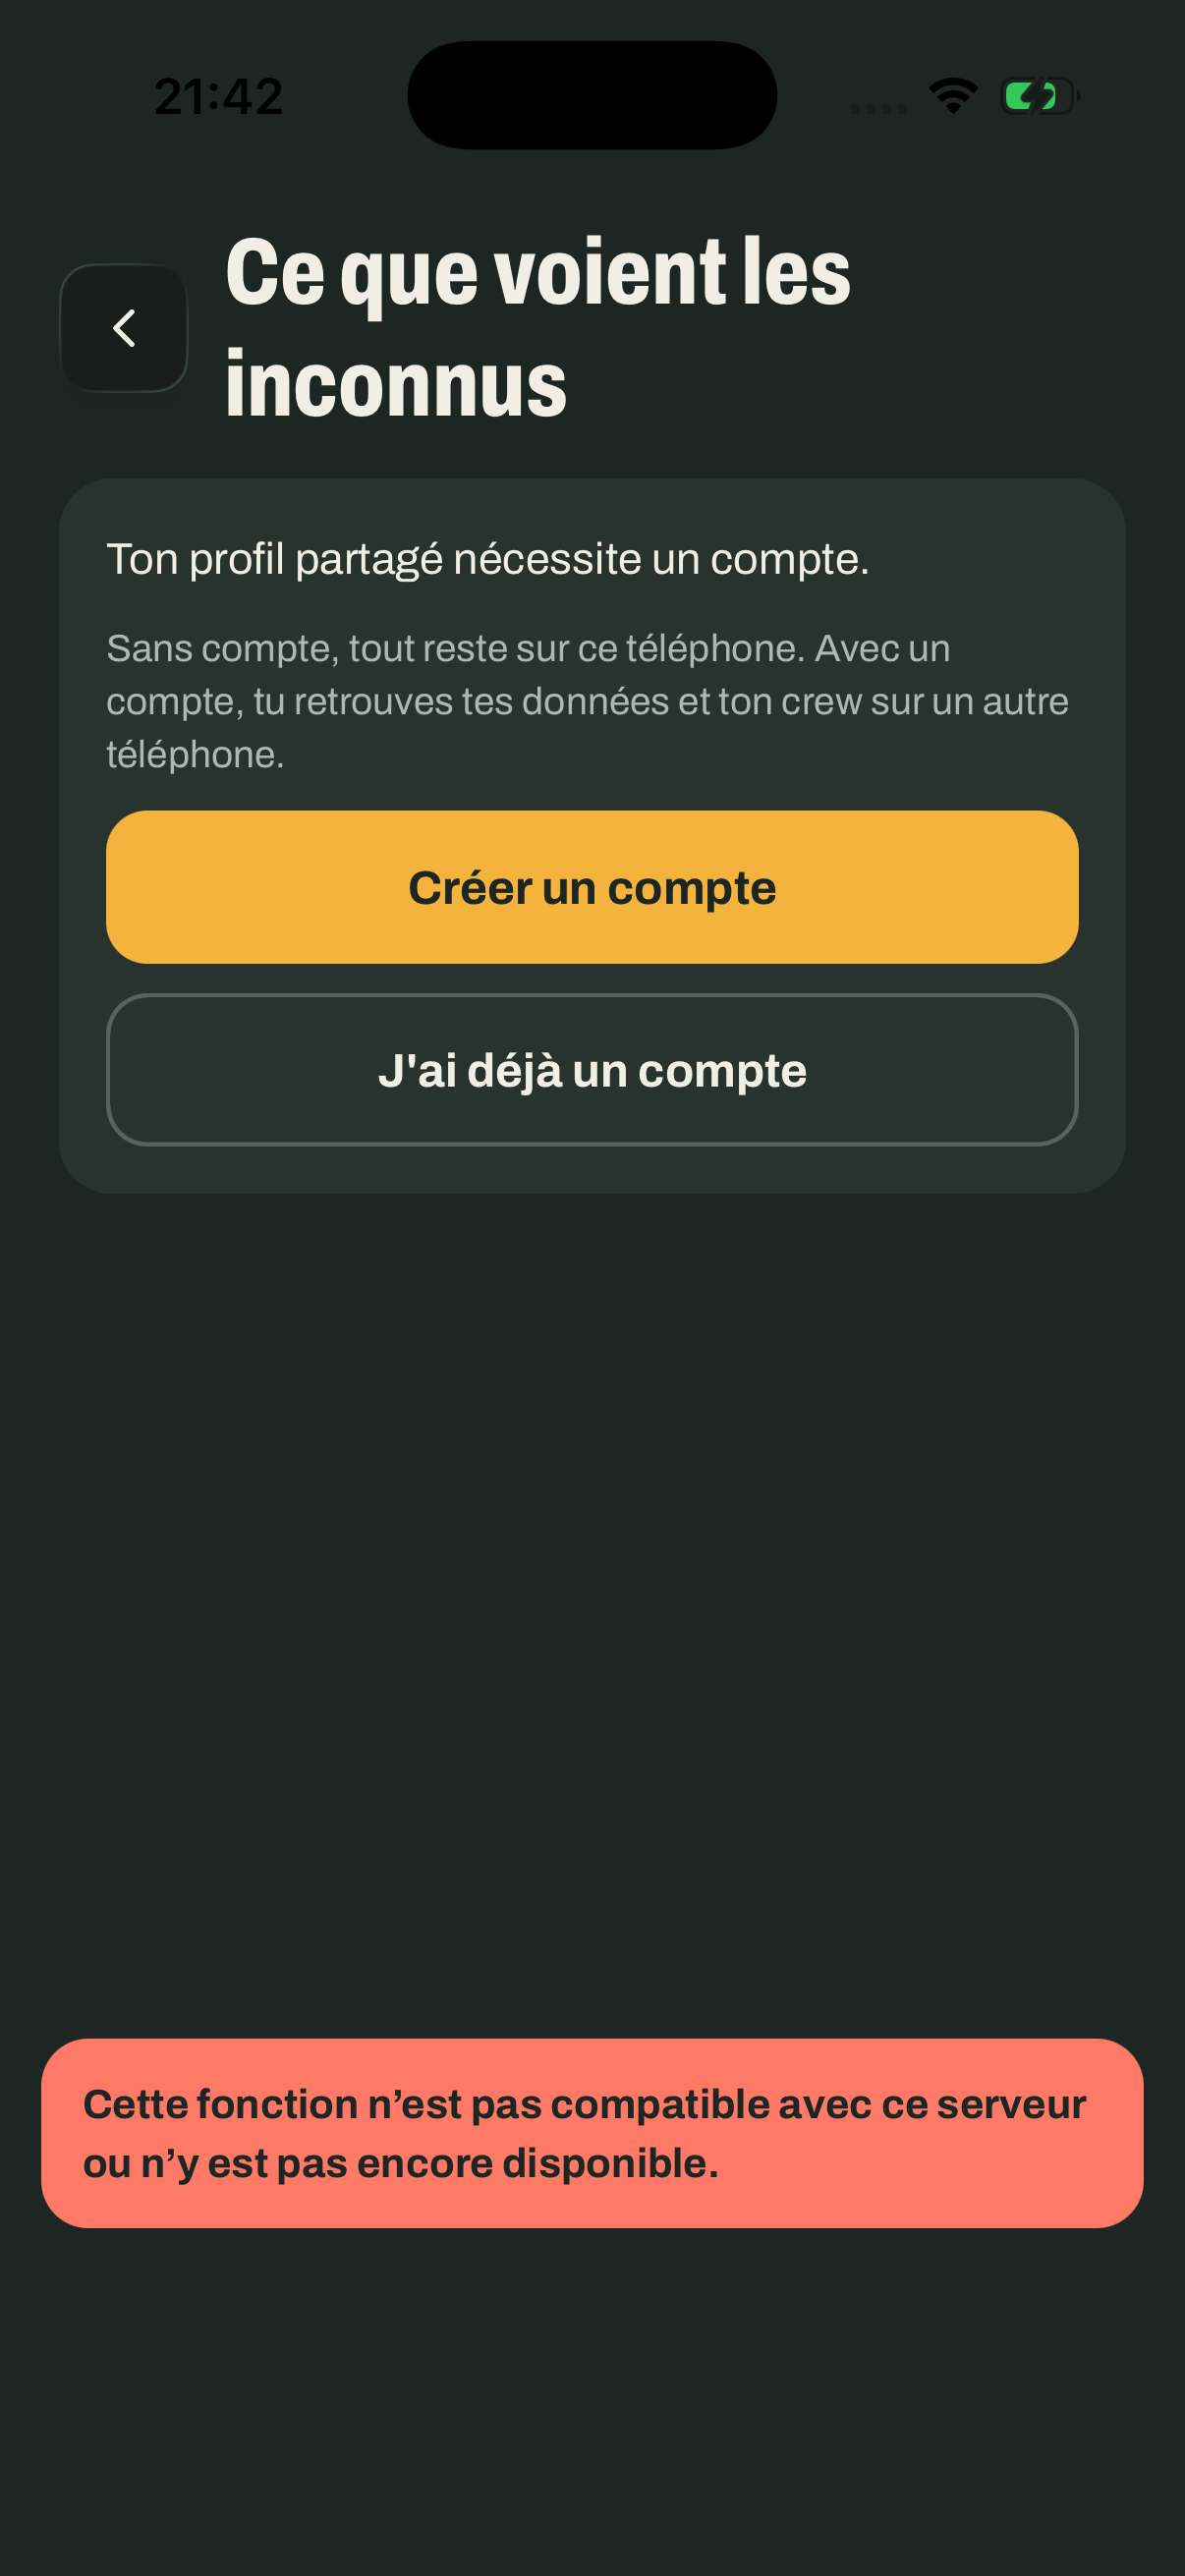 21:42
Ce que voient les
inconnus
Ton profil partagé nécessite un compte.
Sans compte, tout reste sur ce téléphone. Avec un
compte, tu retrouves tes données et ton crew sur un autre
téléphone.
Créer un compte
J'ai déjà un compte
Cette fonction n’est pas compatible avec ce serveur
ou n’y est pas encore disponible.